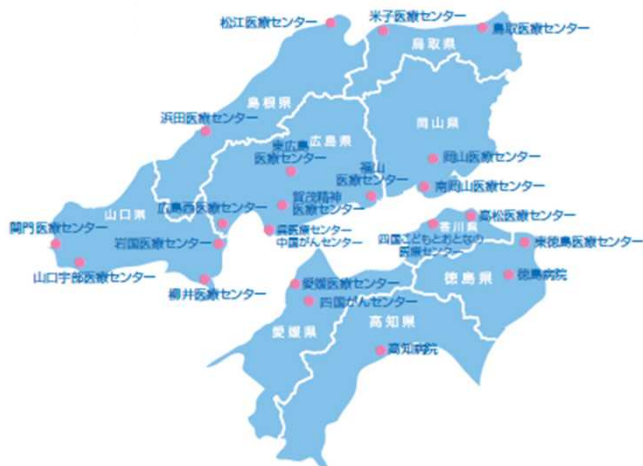 松江医療センター
米子医療センター
鳥取医療センター
鳥取県
島根県
浜田医療センター
岡山県
広島県
東広島
医療センター
岡山医療センター
福山
医療センター
南岡山医療センター
賀茂精神
医療センター
山口県
広島西医療センター
高松医療センター
香川県
関門医療センター
呉医療センター
中国がんセンター
四国こどもとおとなの
医療センター
東徳島医療センター
岩国医療センター
山口宇部医療センター
徳島県
徳島病院
柳井医療センター
愛媛医療センター
四国がんセンター
高知県
愛媛県
高知病院